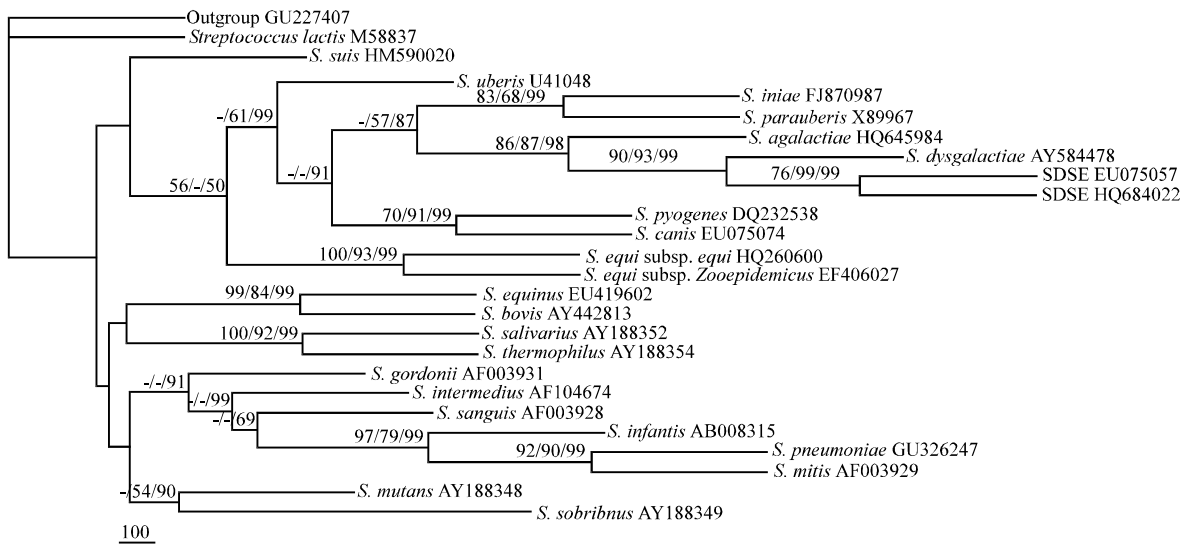 Outgroup GU227407
Streptococcus lactis M58837
S. suis HM590020
S. uberis U41048
-/61/99
83/68/99
S. iniae FJ870987
S. parauberis X89967
-/57/87
86/87/98
S. agalactiae HQ645984
90/93/99
S. dysgalactiae AY584478
76/99/99
SDSE EU075057
SDSE HQ684022
-/-/91
56/-/50
70/91/99
S. pyogenes DQ232538
S. canis EU075074
100/93/99
S. equi subsp. equi HQ260600
S. equi subsp. Zooepidemicus EF406027
99/84/99
S. equinus EU419602
S. bovis AY442813
100/92/99
S. salivarius AY188352
S. thermophilus AY188354
-/-/91
S. gordonii AF003931
-/-/99
S. intermedius AF104674
-/-/69
S. sanguis AF003928
97/79/99
S. infantis AB008315
92/90/99
S. pneumoniae GU326247
S. mitis AF003929
-/54/90
S. mutans AY188348
S. sobribnus AY188349
100